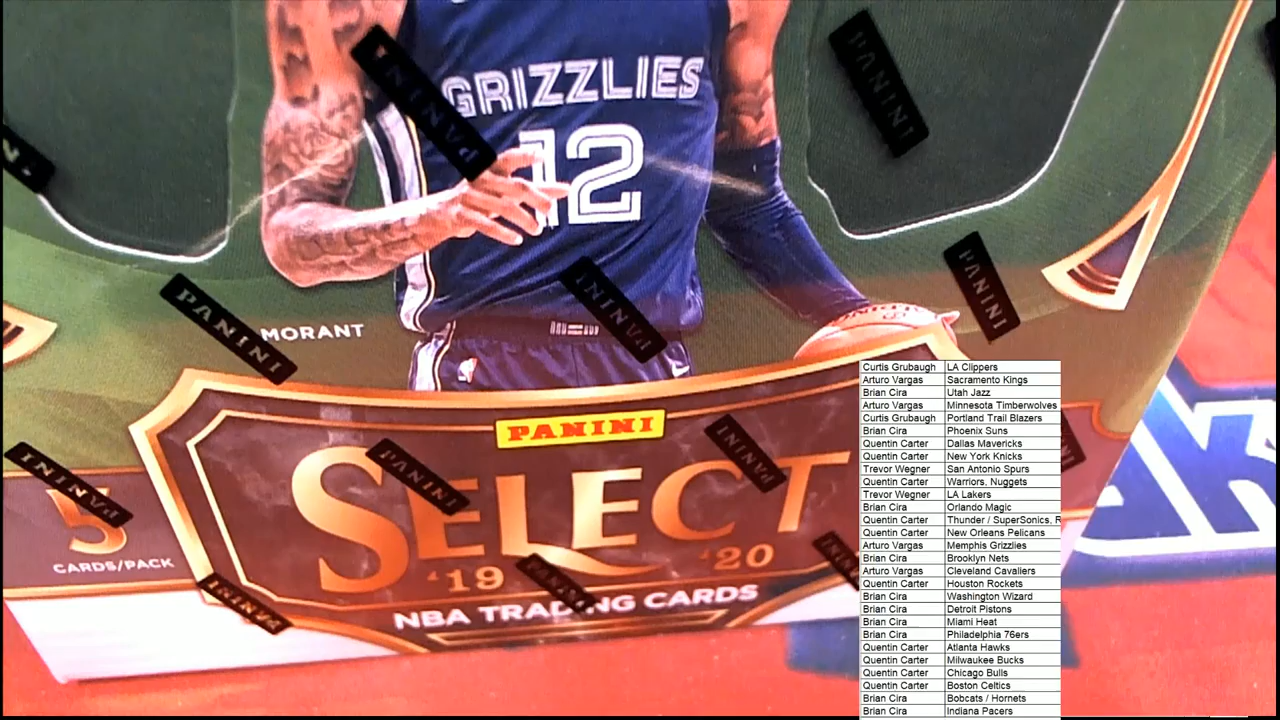 GRIZZLIES
12
MORANT
PANINI
SELECT
'19 '20
NBA TRADING CARDS
5
CARDS/PACK
PANINI
PANINI
PANINI
PANINI
PANINI
PANINI
PANINI
PANINI
PANINI
PANINI
Curtis Grubaugh LA Clippers
Arturo Vargas Sacramento Kings
Brian Cira Utah Jazz
Arturo Vargas Minnesota Timberwolves
Curtis Grubaugh Portland Trail Blazers
Brian Cira Phoenix Suns
Quentin Carter Dallas Mavericks
Quentin Carter New York Knicks
Trevor Wegner San Antonio Spurs
Quentin Carter Warriors, Nuggets
Trevor Wegner LA Lakers
Brian Cira Orlando Magic
Quentin Carter Thunder / SuperSonics, R
Quentin Carter New Orleans Pelicans
Arturo Vargas Memphis Grizzlies
Brian Cira Brooklyn Nets
Arturo Vargas Cleveland Cavaliers
Quentin Carter Houston Rockets
Brian Cira Washington Wizard
Brian Cira Detroit Pistons
Brian Cira Miami Heat
Brian Cira Philadelphia 76ers
Quentin Carter Atlanta Hawks
Quentin Carter Milwaukee Bucks
Quentin Carter Chicago Bulls
Quentin Carter Boston Celtics
Brian Cira Bobcats / Hornets
Brian Cira Indiana Pacers